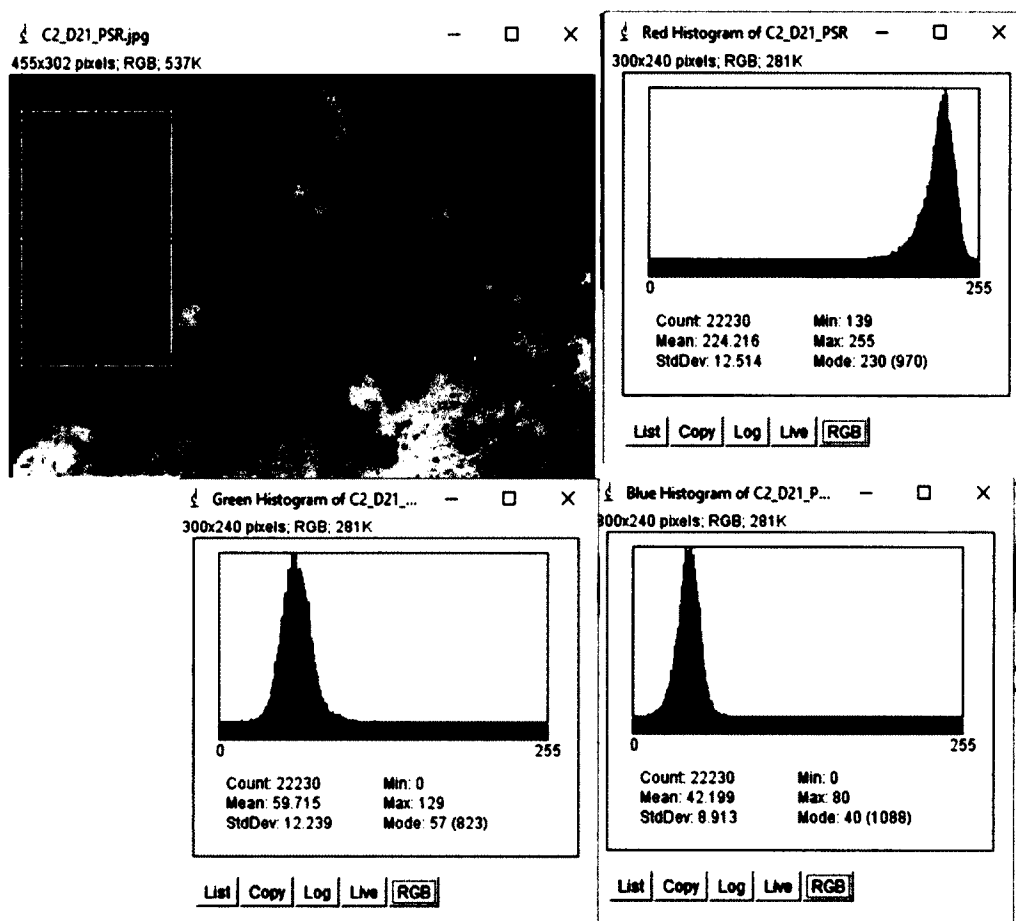 C2_D21_PSR.jpg
455x302 pixels; RGB; 537K
Red Histogram of C2_D21_PSR
300x240 pixels; RGB; 281K
0 255
Count: 22230 Min: 139
Mean: 224.216 Max: 255
StdDev: 12.514 Mode: 230 (970)
List Copy Log Live RGB
Green Histogram of C2_D21_...
300x240 pixels; RGB; 281K
0 255
Count: 22230 Min: 0
Mean: 59.715 Max: 129
StdDev: 12.239 Mode: 57 (823)
List Copy Log Live RGB
Blue Histogram of C2_D21_P...
300x240 pixels; RGB; 281K
0 255
Count: 22230 Min: 0
Mean: 42.199 Max: 80
StdDev: 8.913 Mode: 40 (1088)
List Copy Log Live RGB